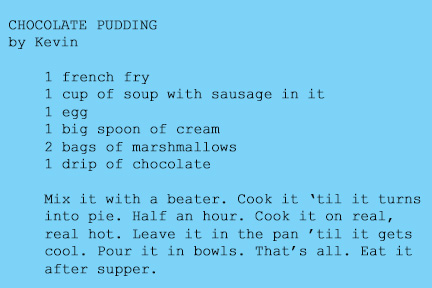 CHOCOLATE PUDDING
by Kevin
1 french fry
1 cup of soup with sausage in it
1 egg
1 big spoon of cream
2 bags of marshmallows
1 drip of chocolate
Mix it with a beater. Cook it ‘til it turns
into pie. Half an hour. Cook it on real,
real hot. Leave it in the pan ’til it gets
cool. Pour it in bowls. That’s all. Eat it
after supper.